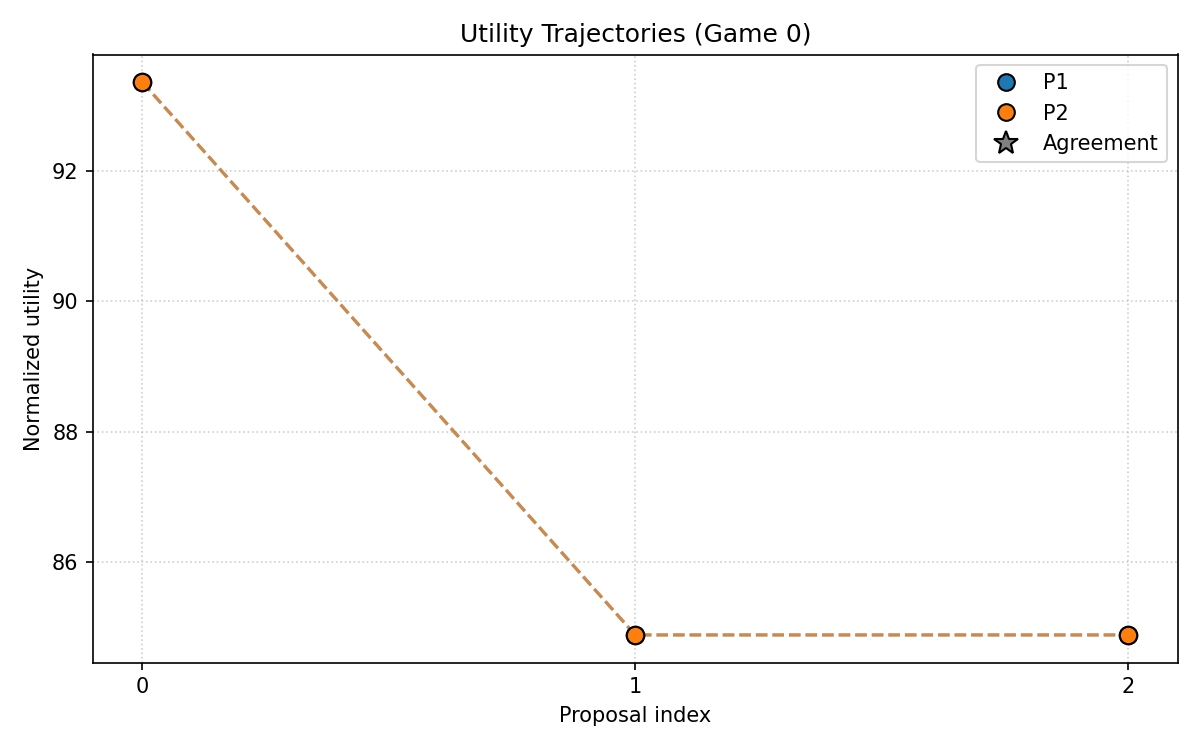 Utility Trajectories (Game 0)
P1
P2
Agreement
Normalized utility
92
90
88
86
0
1
2
Proposal index